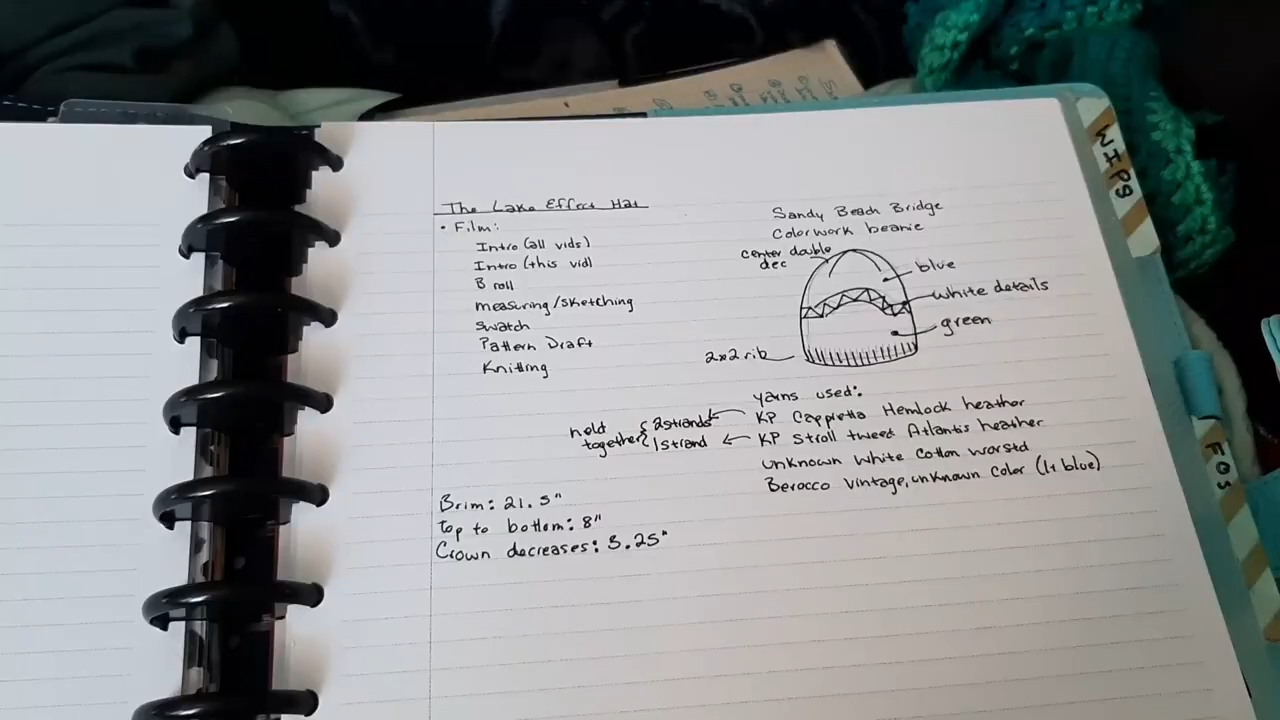 The Lake Effect Hat
• Film:
Intro (all vids)
Intro (this vid)
B roll
measuring/sketching
swatch
Pattern Draft
Knitting
Sandy Beach Bridge
Colorwork beanie
center double
dec
blue
white details
green
2x2 rib
yarns used:
KP Cappretta Hemlock heather
KP Stroll tweed Atlantis heather
unknown white cotton worstd
Berocco vintage, unknown color (lt blue)
held
together
{ 2 strands
{ 1 strand
Brim: 21.5"
top to bottom: 8"
Crown decreases: 3.25"
WIPS
FOS